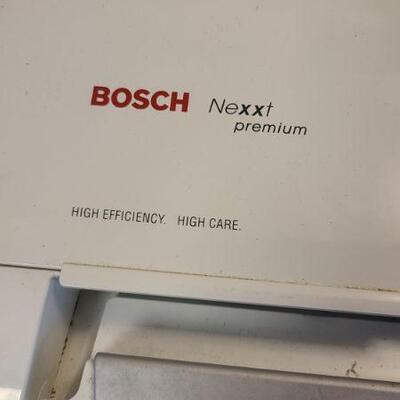 BOSCH Nexxt
premium
HIGH EFFICIENCY. HIGH CARE.